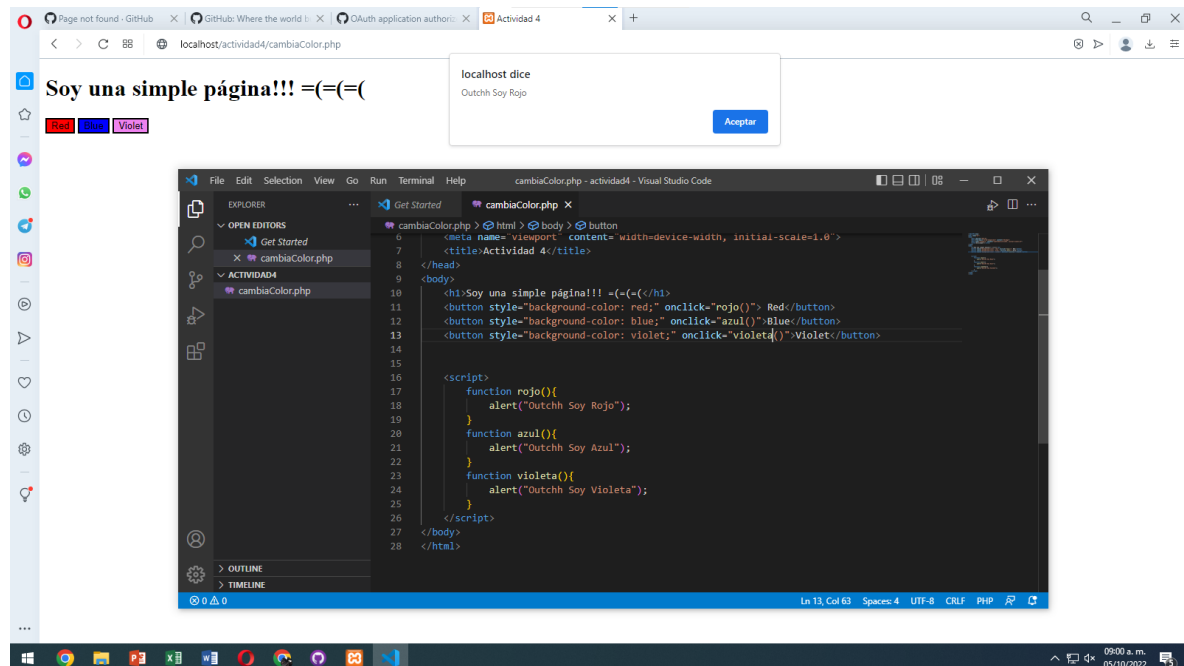 Page not found · GitHub
GitHub: Where the world b
OAuth application authoriz
Actividad 4
localhost/actividad4/cambiaColor.php
localhost dice
Outchh Soy Rojo
Aceptar
Soy una simple página!!! =(=(=(
Red Blue Violet
File Edit Selection View Go Run Terminal Help
cambiaColor.php - actividad4 - Visual Studio Code
EXPLORER
OPEN EDITORS
Get Started
cambiaColor.php
ACTIVIDAD4
cambiaColor.php
OUTLINE
TIMELINE
Get Started
cambiaColor.php
cambiaColor.php > html > body > button
6 <meta name="viewport" content="width=device-width, initial-scale=1.0">
7 <title>Actividad 4</title>
8 </head>
9 <body>
10 <h1>Soy una simple página!!! =(=(=(</h1>
11 <button style="background-color: red;" onclick="rojo()"> Red</button>
12 <button style="background-color: blue;" onclick="azul()">Blue</button>
13 <button style="background-color: violet;" onclick="violeta()">Violet</button>
14
15
16 <script>
17 function rojo(){
18 alert("Outchh Soy Rojo");
19 }
20 function azul(){
21 alert("Outchh Soy Azul");
22 }
23 function violeta(){
24 alert("Outchh Soy Violeta");
25 }
26 </script>
27 </body>
28 </html>
0 0
Ln 13, Col 63 Spaces: 4 UTF-8 CRLF PHP
09:00 a. m.
05/10/2022